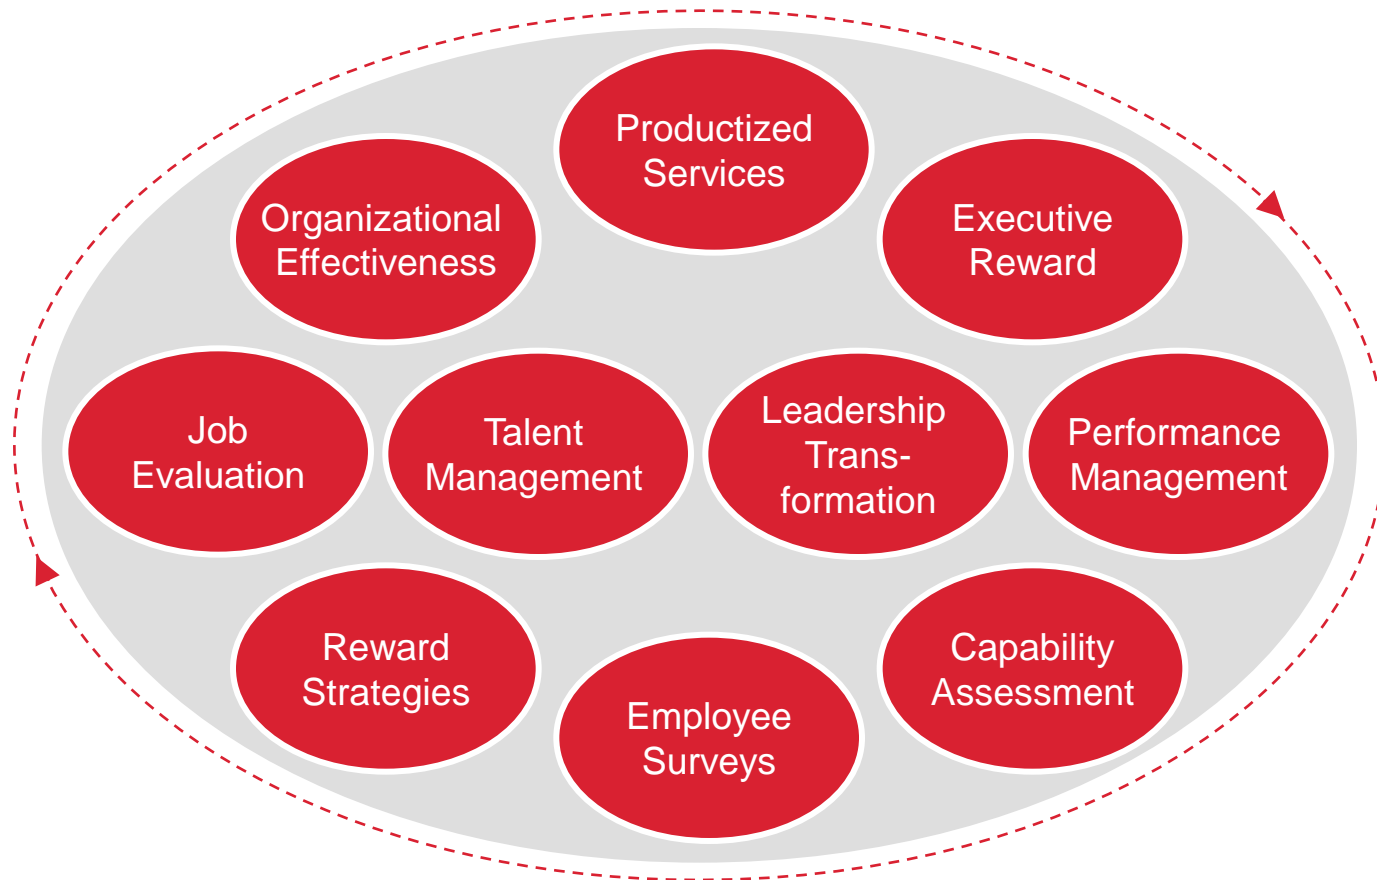 Productized
Services
Organizational
Effectiveness
Executive
Reward
Job
Evaluation
Talent
Management
Leadership
Trans-
formation
Performance
Management
Reward
Strategies
Employee
Surveys
Capability
Assessment